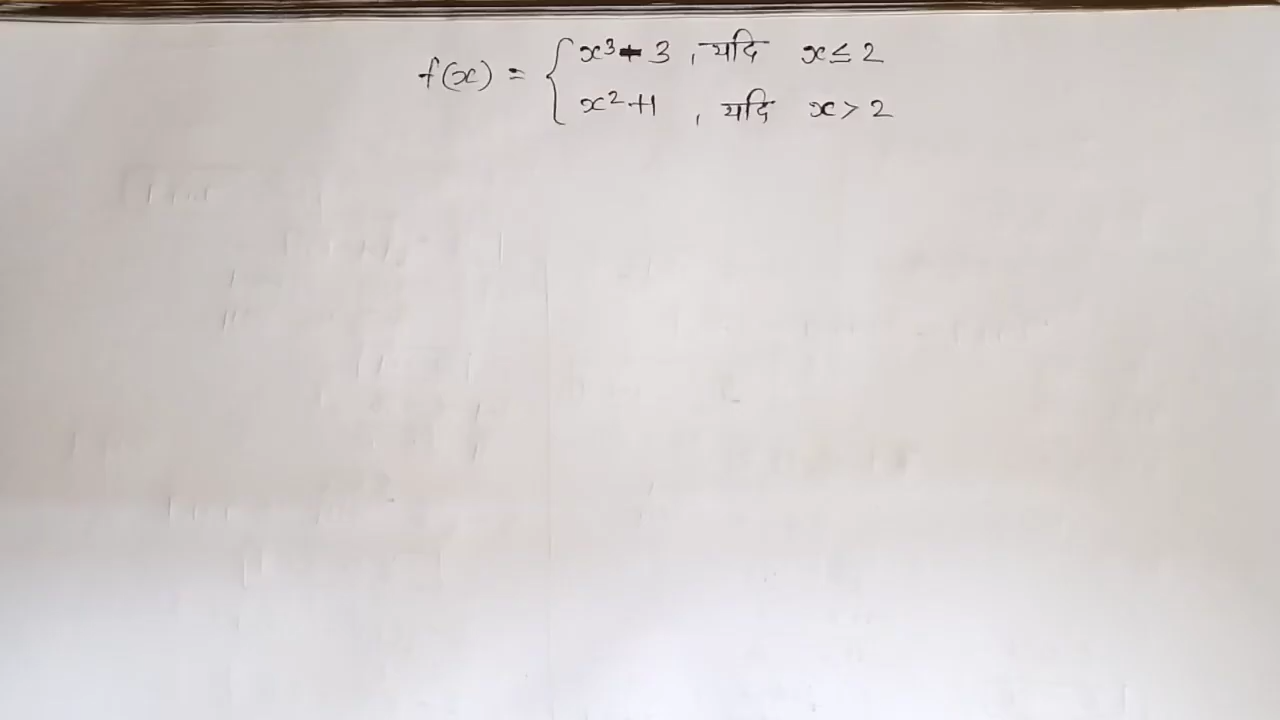 f(x) = { x³ - 3 , यदि x ≤ 2
x² + 1 , यदि x > 2